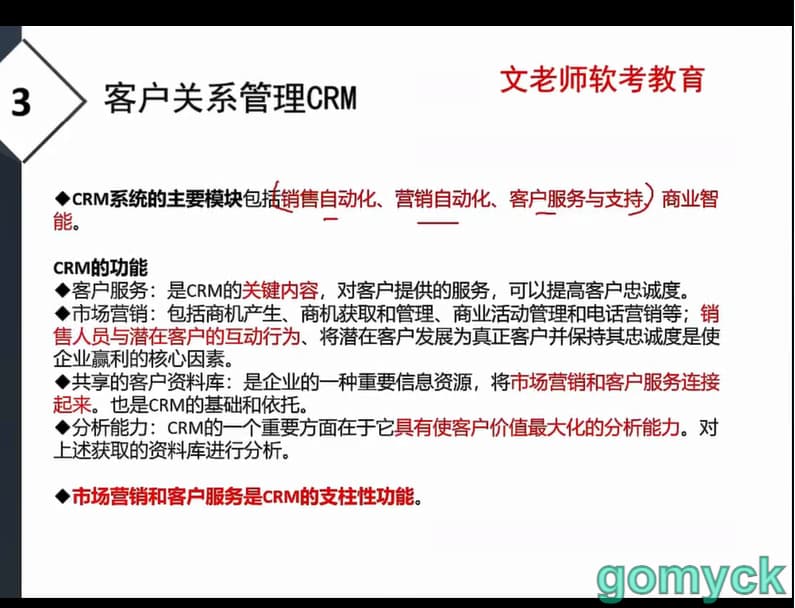 3
客户关系管理CRM
文老师软考教育
◆CRM系统的主要模块包括销售自动化、营销自动化、客户服务与支持、商业智
能。
CRM的功能
◆客户服务：是CRM的关键内容，对客户提供的服务，可以提高客户忠诚度。
◆市场营销：包括商机产生、商机获取和管理、商业活动管理和电话营销等；销
售人员与潜在客户的互动行为、将潜在客户发展为真正客户并保持其忠诚度是使
企业赢利的核心因素。
◆共享的客户资料库：是企业的一种重要信息资源，将市场营销和客户服务连接
起来。也是CRM的基础和依托。
◆分析能力：CRM的一个重要方面在于它具有使客户价值最大化的分析能力。对
上述获取的资料库进行分析。
◆市场营销和客户服务是CRM的支柱性功能。
gomyck